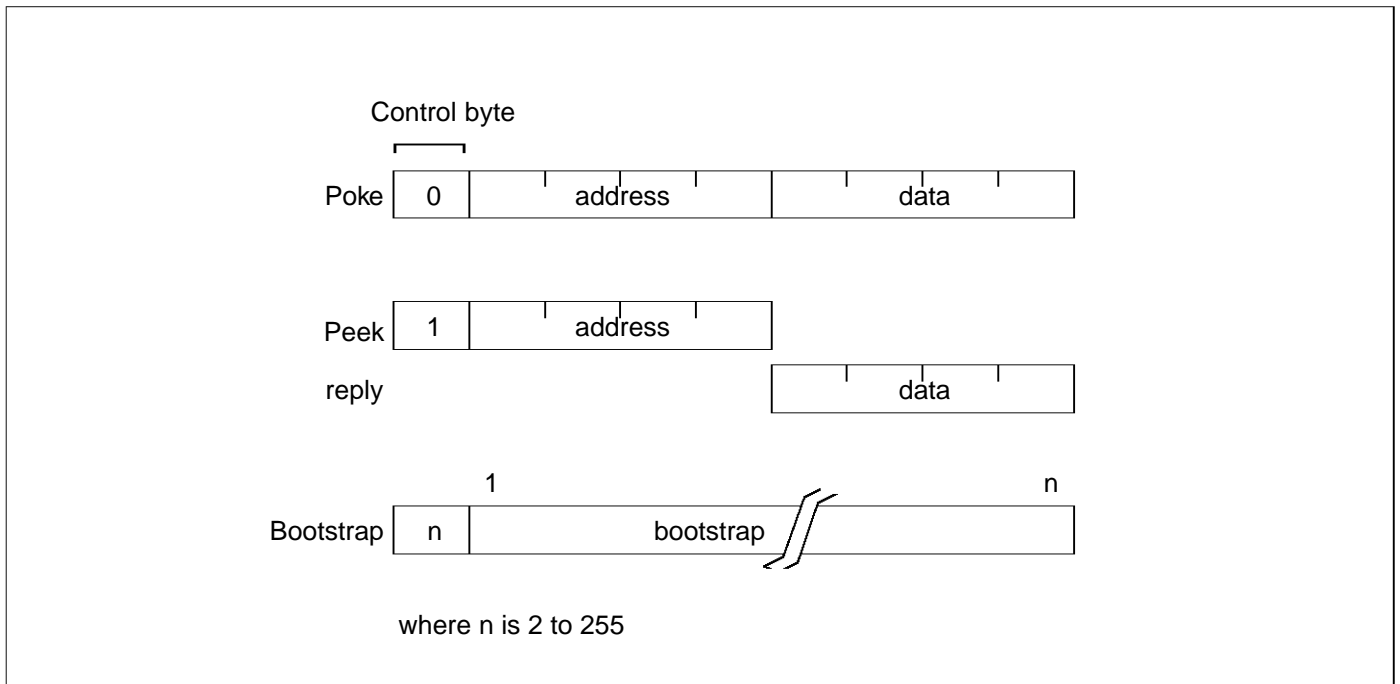 Control byte
Poke 0 address data
Peek 1 address
reply data
1 n
Bootstrap n bootstrap
where n is 2 to 255